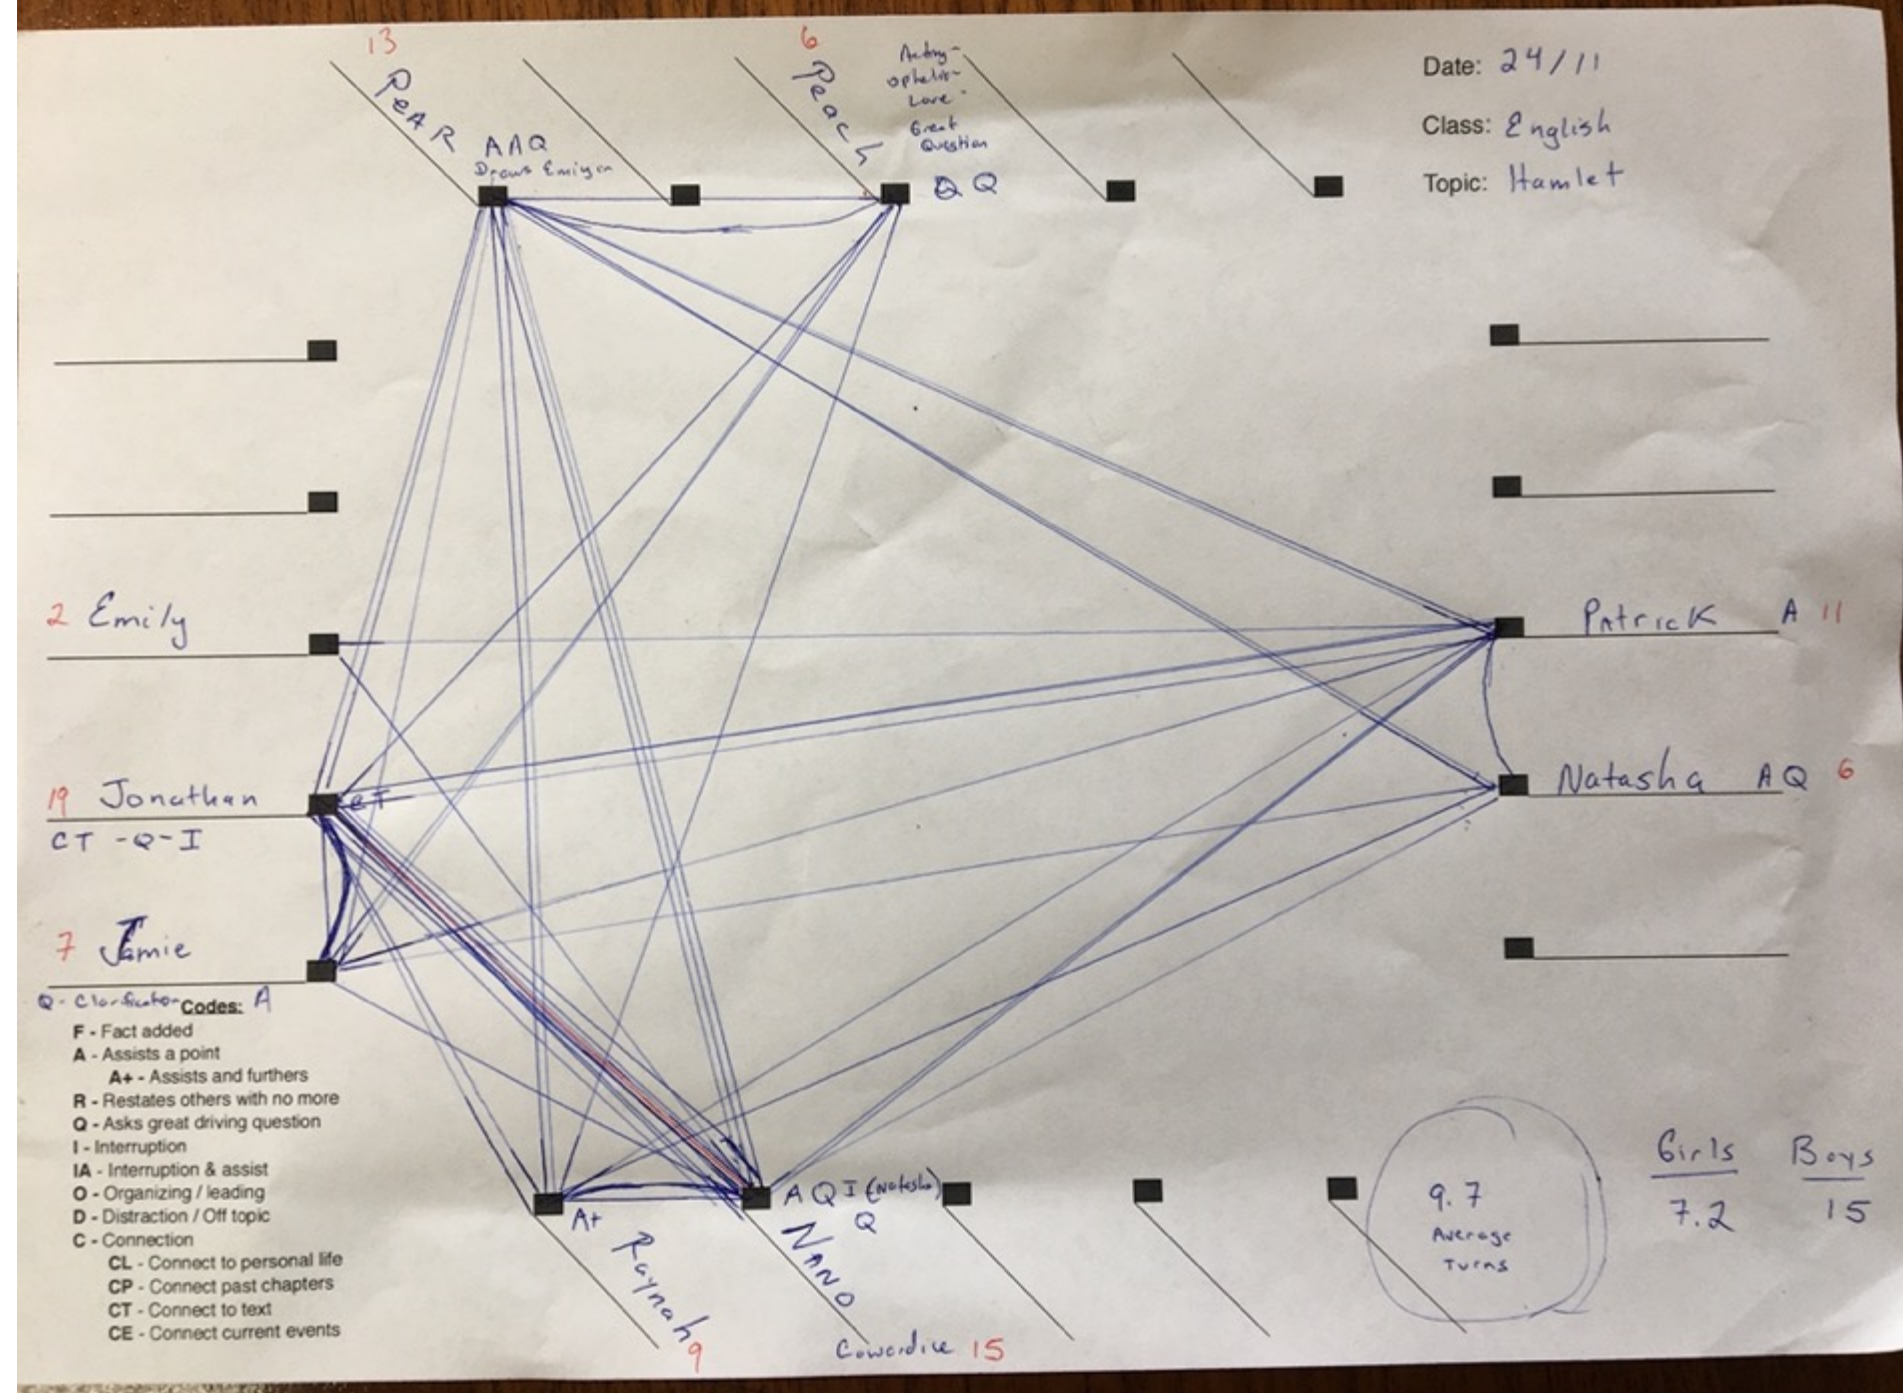 13
PeAR
AAQ
6
Peach
Love
Great
Question
QQ
Date: 24/11
Class: English
Topic: Hamlet
2 Emily
19 Jonathan
CT
CT -Q-I
7 Jamie
Patrick A 11
Natasha AQ 6
Codes: A
F - Fact added
A - Assists a point
A+ - Assists and furthers
R - Restates others with no more
Q - Asks great driving question
I - Interruption
IA - Interruption & assist
O - Organizing / leading
D - Distraction / Off topic
C - Connection
CL - Connect to personal life
CP - Connect past chapters
CT - Connect to text
CE - Connect current events
A+
Raynah
9
AQI (Natasha)
Q
NANO
Cowardice 15
9.7
Average
Turns
Girls Boys
7.2 15